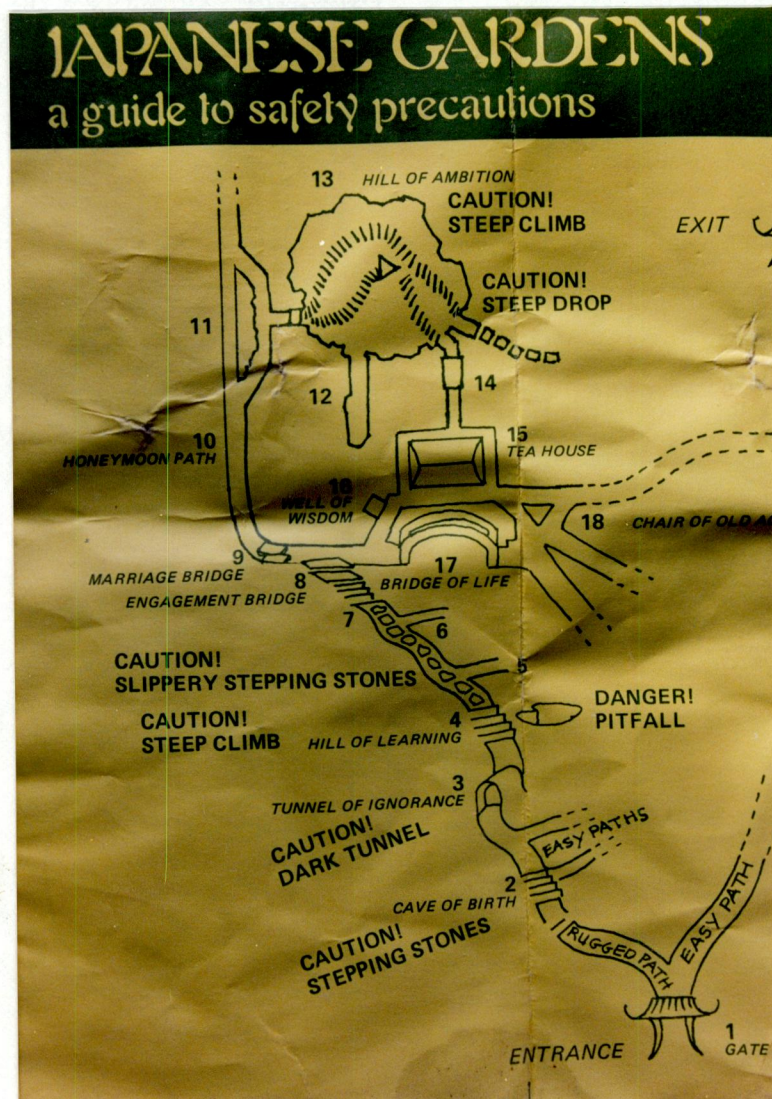 JAPANESE GARDENS
a guide to safety precautions
13 HILL OF AMBITION
CAUTION!
STEEP CLIMB
EXIT
CAUTION!
STEEP DROP
11
12
14
10
HONEYMOON PATH
15
TEA HOUSE
16
WELL OF
WISDOM
18 CHAIR OF OLD
9
MARRIAGE BRIDGE
8
ENGAGEMENT BRIDGE
17
BRIDGE OF LIFE
7
6
CAUTION!
SLIPPERY STEPPING STONES
5
CAUTION!
STEEP CLIMB
4
HILL OF LEARNING
DANGER!
PITFALL
3
TUNNEL OF IGNORANCE
CAUTION!
DARK TUNNEL
EASY PATHS
2
CAVE OF BIRTH
CAUTION!
STEPPING STONES
RUGGED PATH
EASY PATH
ENTRANCE
1
GATE